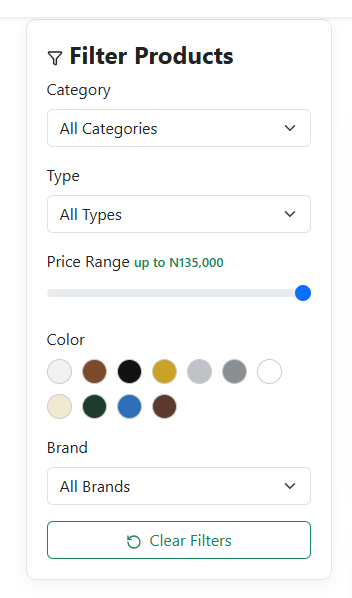 Filter Products
Category
All Categories
Type
All Types
Price Range up to N135,000
Color
Brand
All Brands
Clear Filters